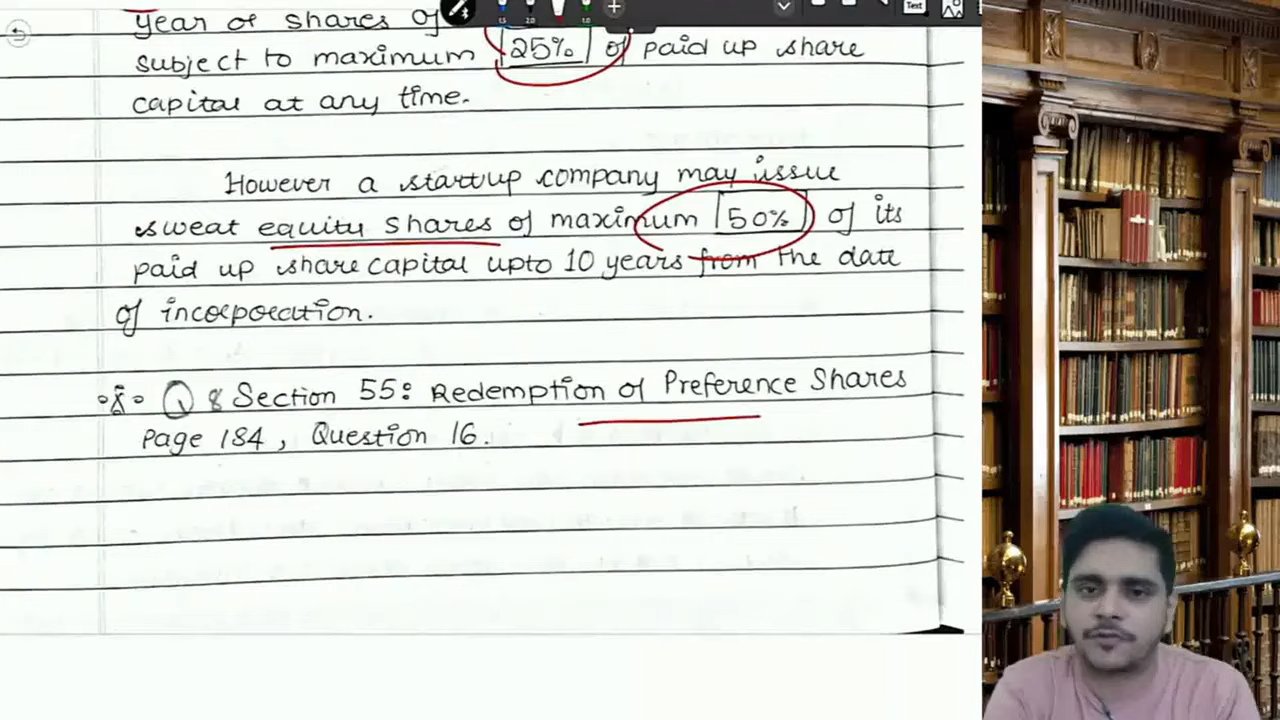 year of shares of
subject to maximum 25% of paid up share
capital at any time.
However a startup company may issue
sweat equity shares of maximum 50% of its
paid up share capital upto 10 years from the date
of incorporation.
Q 8 Section 55: Redemption of Preference Shares
Page 184, Question 16.
Text